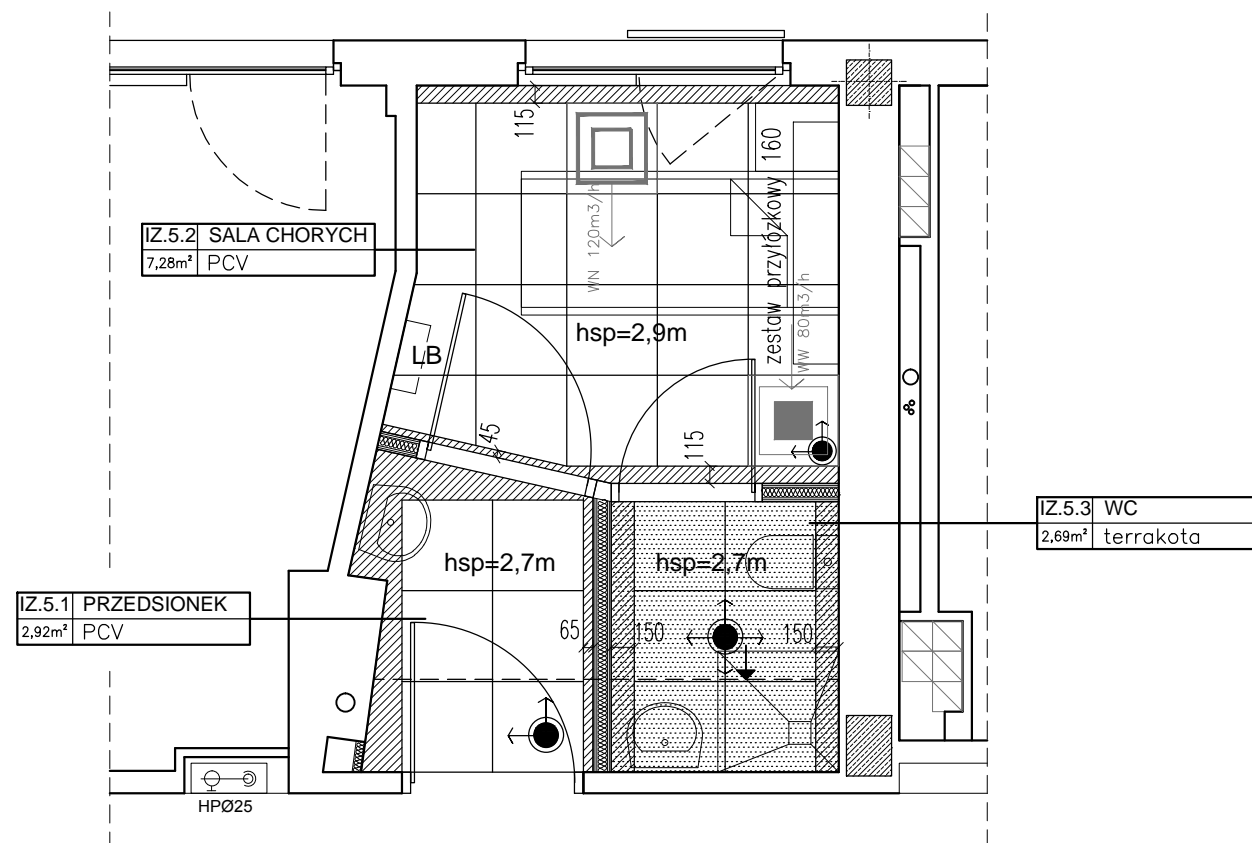 115
zestaw przyłóżkowy 160
WN 120m3/h
IZ.5.2 SALA CHORYCH
7,28m² PCV
WW 80m3/h
hsp=2,9m
LB
45
115
IZ.5.3 WC
2,69m² terrakota
hsp=2,7m
hsp=2,7m
IZ.5.1 PRZEDSIONEK
2,92m² PCV
65
150
150
HPØ25